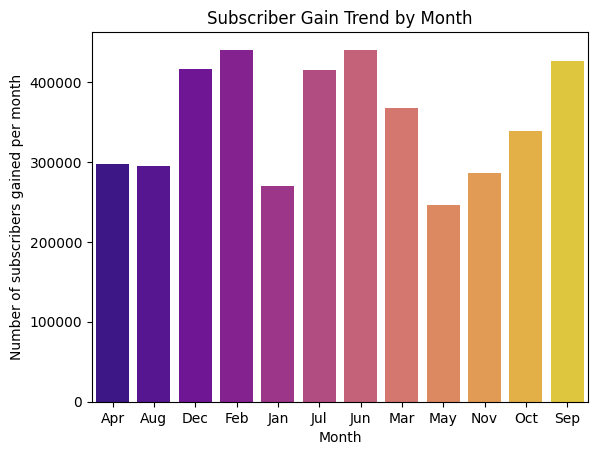 Subscriber Gain Trend by Month
Number of subscribers gained per month
400000
300000
200000
100000
0
Apr Aug Dec Feb Jan Jul Jun Mar May Nov Oct Sep
Month